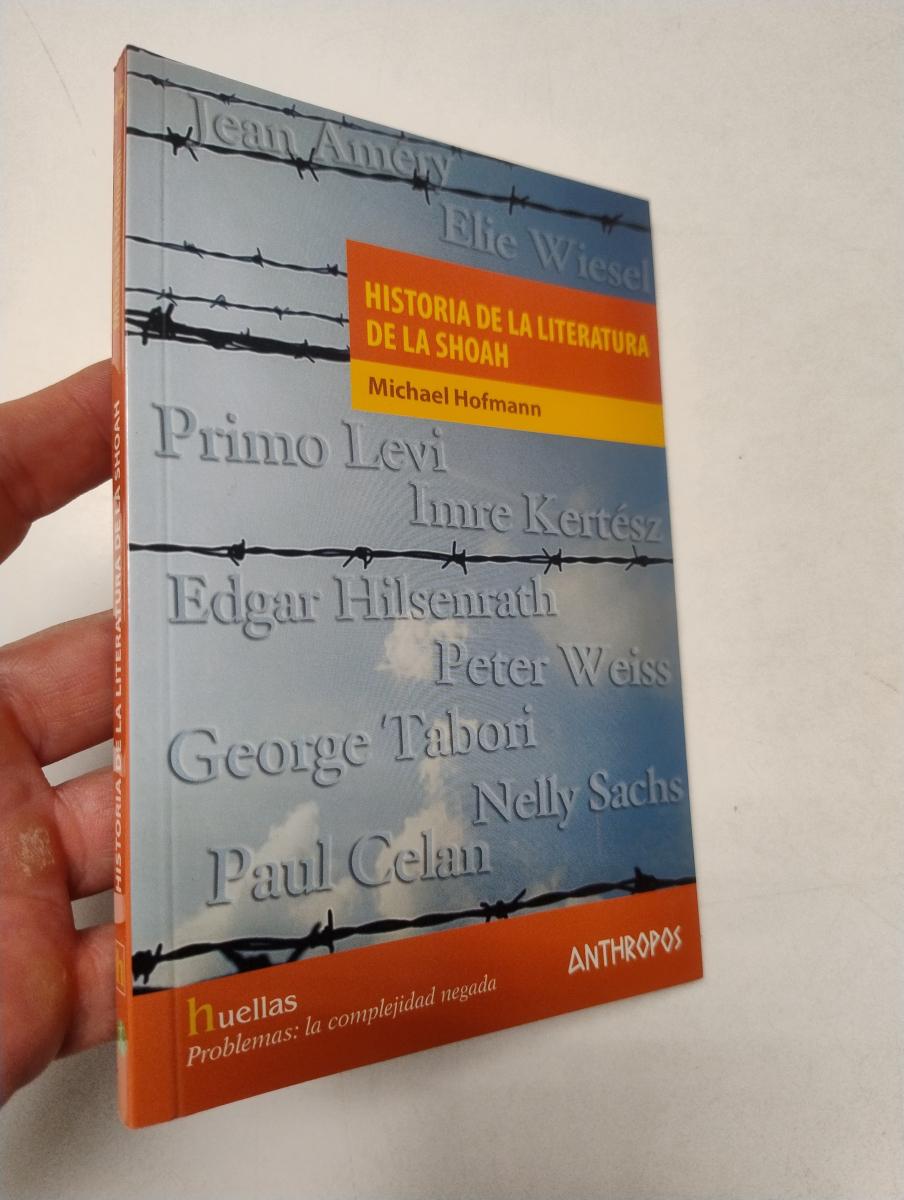 Jean Améry
Elie Wiesel
HISTORIA DE LA LITERATURA
DE LA SHOAH
Michael Hofmann
Primo Levi
Imre Kertész
Edgar Hilsenrath
Peter Weiss
George Tabori
Nelly Sachs
Paul Celan
ANTHROPOS
huellas
Problemas: la complejidad negada
HISTORIA DE LA LITERATURA DE LA SHOAH
h